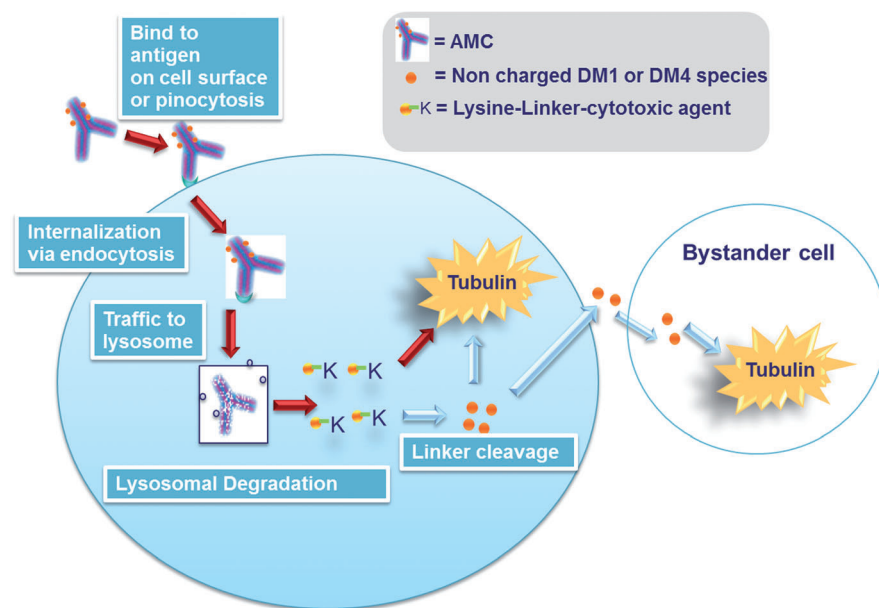 Bind to
antigen
on cell surface
or pinocytosis
= AMC
= Non charged DM1 or DM4 species
K = Lysine-Linker-cytotoxic agent
Internalization
via endocytosis
Traffic to
lysosome
Tubulin
Bystander cell
Tubulin
K K
K K
Linker cleavage
Lysosomal Degradation